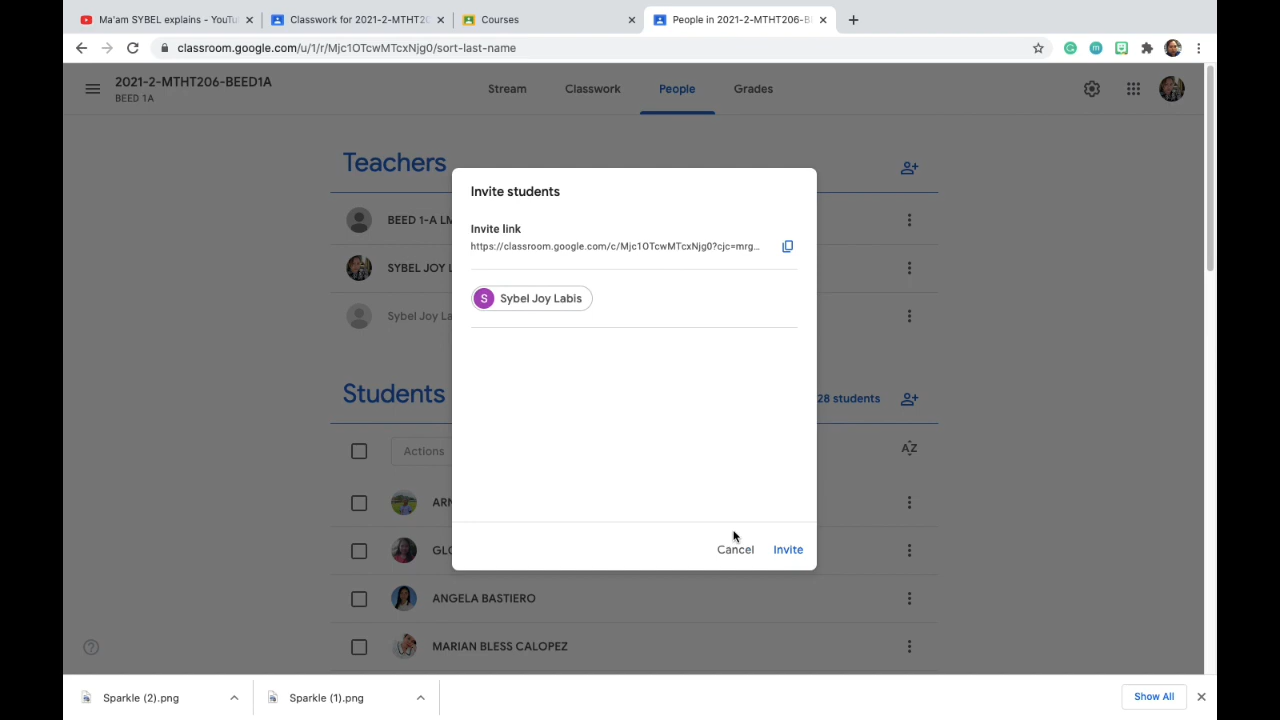 Ma'am SYBEL explains - YouTu
Classwork for 2021-2-MTHT20
Courses
People in 2021-2-MTHT206-B
classroom.google.com/u/1/r/Mjc1OTcwMTcxNjg0/sort-last-name
2021-2-MTHT206-BEED1A
BEED 1A
Stream
Classwork
People
Grades
Teachers
BEED 1-A LM
SYBEL JOY L
Sybel Joy La
Invite students
Invite link
https://classroom.google.com/c/Mjc1OTcwMTcxNjg0?cjc=mrg...
S
Sybel Joy Labis
Cancel
Invite
Students
28 students
Actions
AZ
ARN
GLO
ANGELA BASTIERO
MARIAN BLESS CALOPEZ
Sparkle (2).png
Sparkle (1).png
Show All